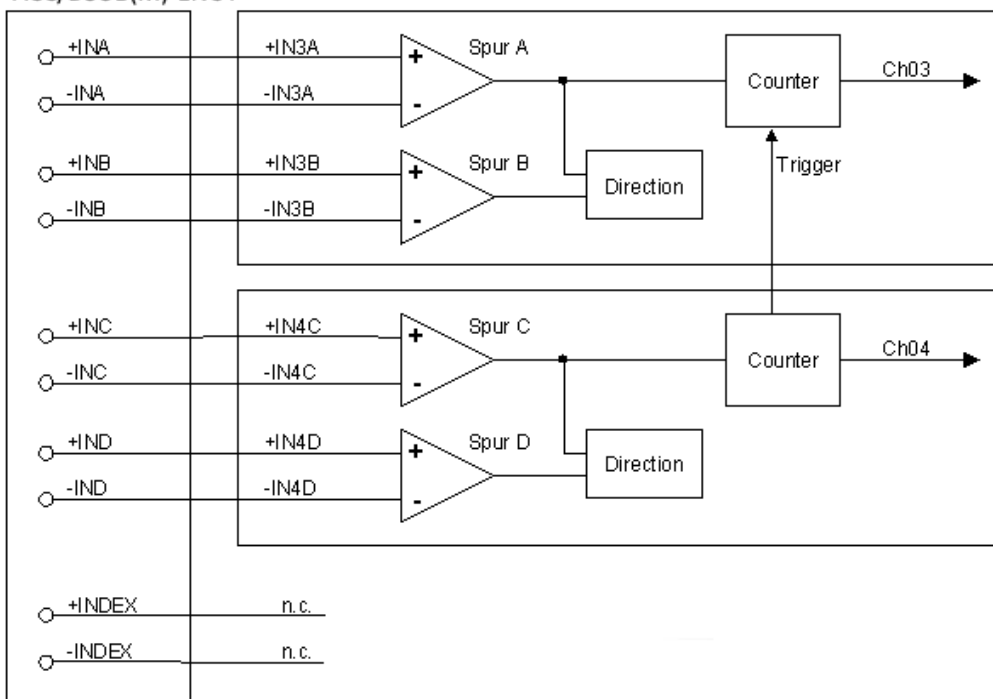 +INA +IN3A Spur A
-INA -IN3A Counter Ch03
+INB +IN3B Spur B Trigger
-INB -IN3B Direction
+INC +IN4C Spur C
-INC -IN4C Counter Ch04
+IND +IN4D Spur D
-IND -IN4D Direction
+INDEX n.c.
-INDEX n.c.